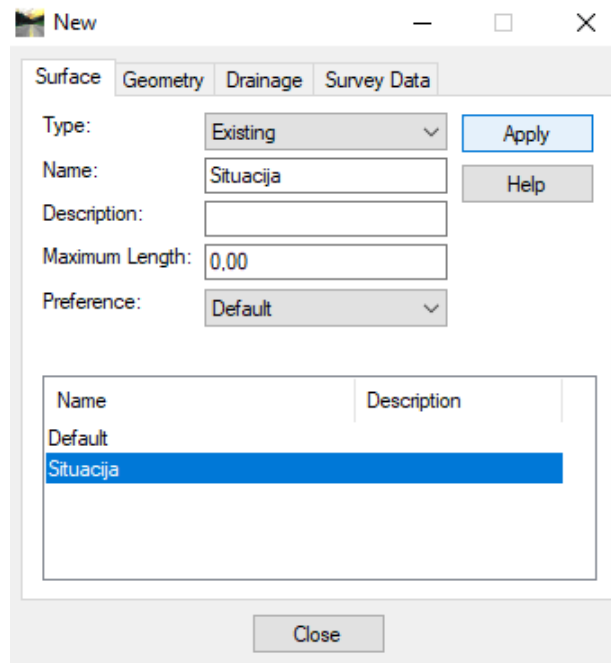 New
Surface Geometry Drainage Survey Data
Type: Existing Apply
Name: Situacija Help
Description:
Maximum Length: 0,00
Preference: Default
Name Description
Default
Situacija
Close